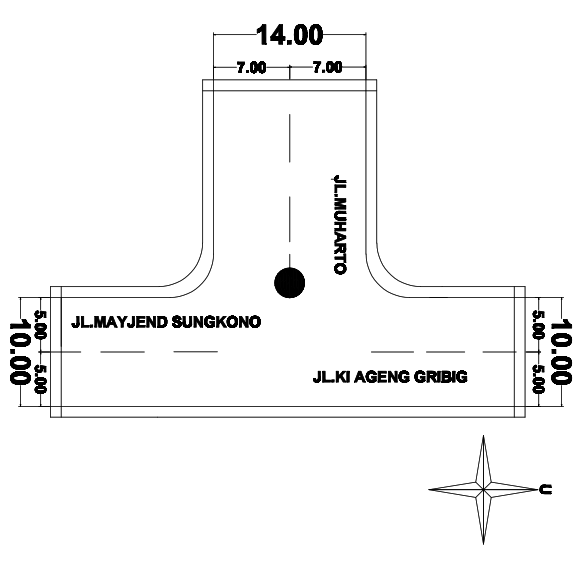 14.00
7.00
7.00
JL.MUHARTO
JL.MAYJEND SUNGKONO
5.00
10.00
5.00
5.00
10.00
5.00
JL.KI AGENG GRIBIG
U